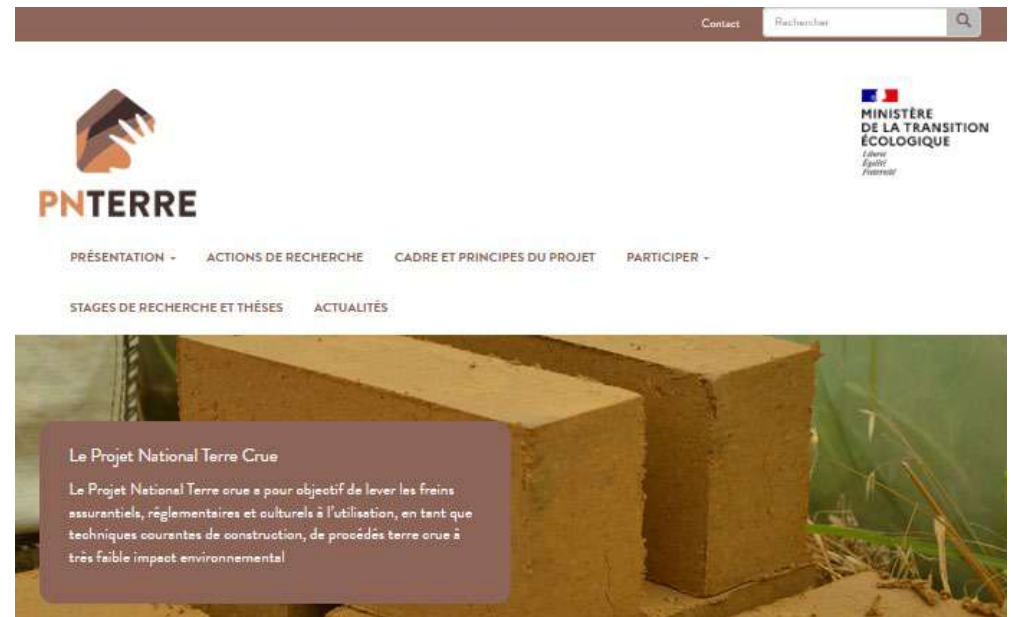 Contact
Rechercher
MINISTÈRE
DE LA TRANSITION
ÉCOLOGIQUE
Liberté
Égalité
Fraternité
PNTERRE
PRÉSENTATION
ACTIONS DE RECHERCHE
CADRE ET PRINCIPES DU PROJET
PARTICIPER
STAGES DE RECHERCHE ET THÈSES
ACTUALITÉS
Le Projet National Terre Crue
Le Projet National Terre crue a pour objectif de lever les freins
assurantiels, réglementaires et culturels à l'utilisation, en tant que
techniques courantes de construction, de procédés terre crue à
très faible impact environnemental